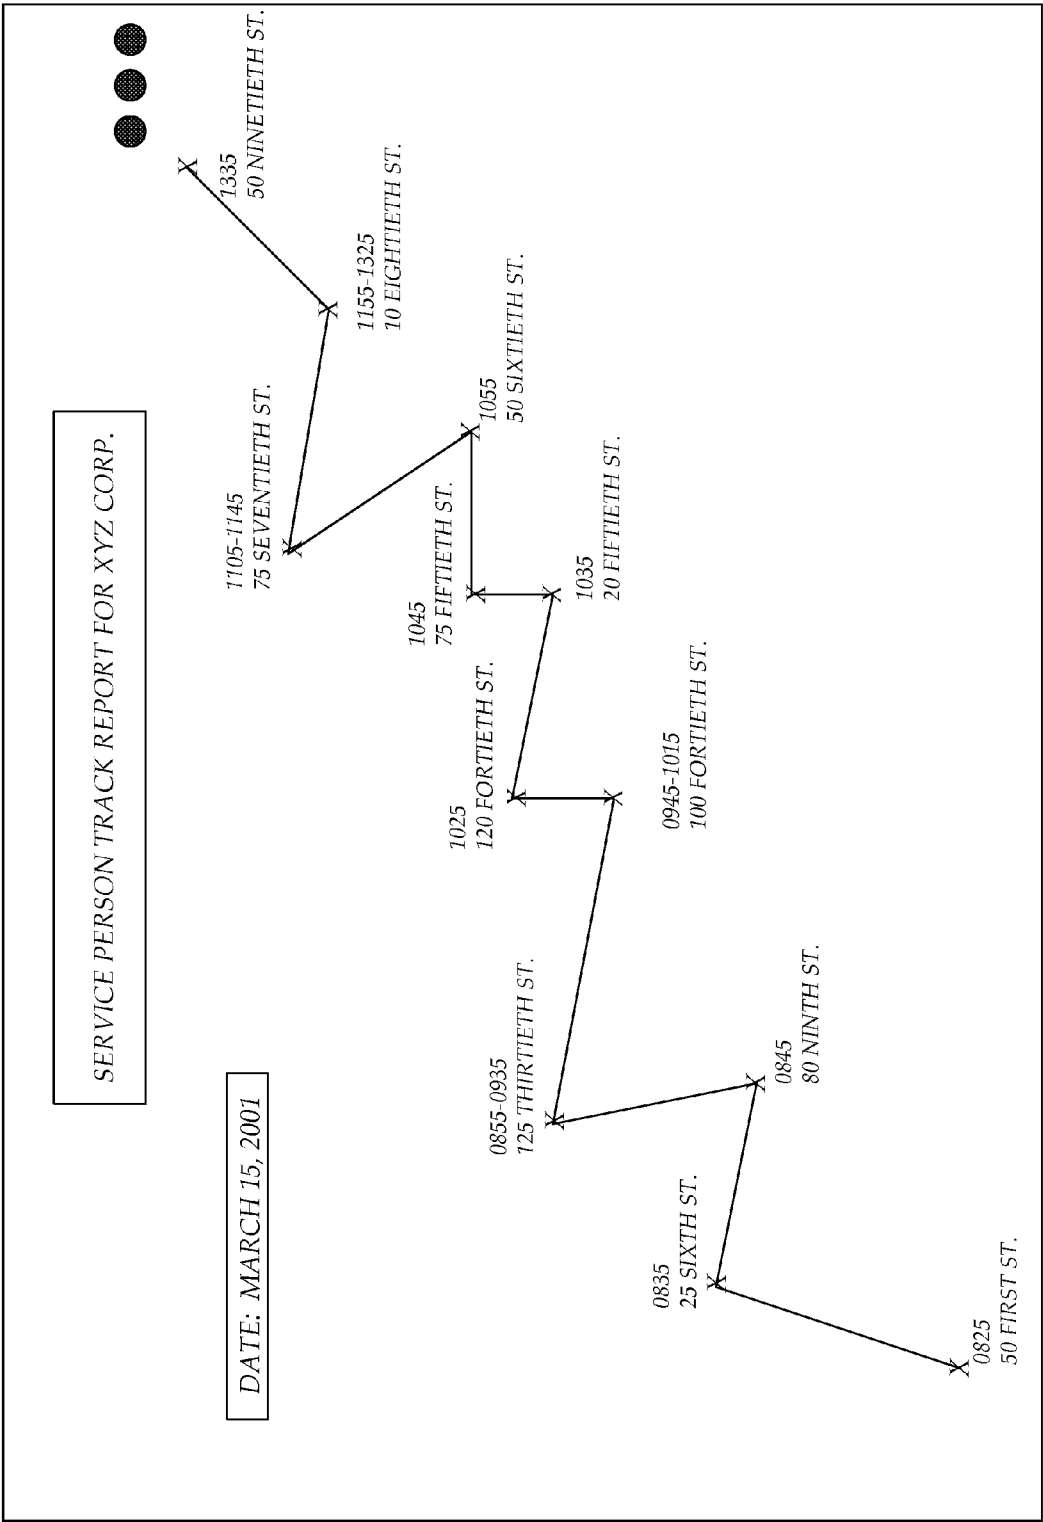 SERVICE PERSON TRACK REPORT FOR XYZ CORP.
DATE: MARCH 15, 2001
X
0825
50 FIRST ST.
X
0835
25 SIXTH ST.
X
0845
80 NINTH ST.
X
0855-0935
125 THIRTIETH ST.
X
0945-1015
100 FORTIETH ST.
X
1025
120 FORTIETH ST.
X
1035
20 FIFTIETH ST.
X
1045
75 FIFTIETH ST.
X
1055
50 SIXTIETH ST.
X
1105-1145
75 SEVENTIETH ST.
X
1155-1325
10 EIGHTIETH ST.
X
1335
50 NINETIETH ST.